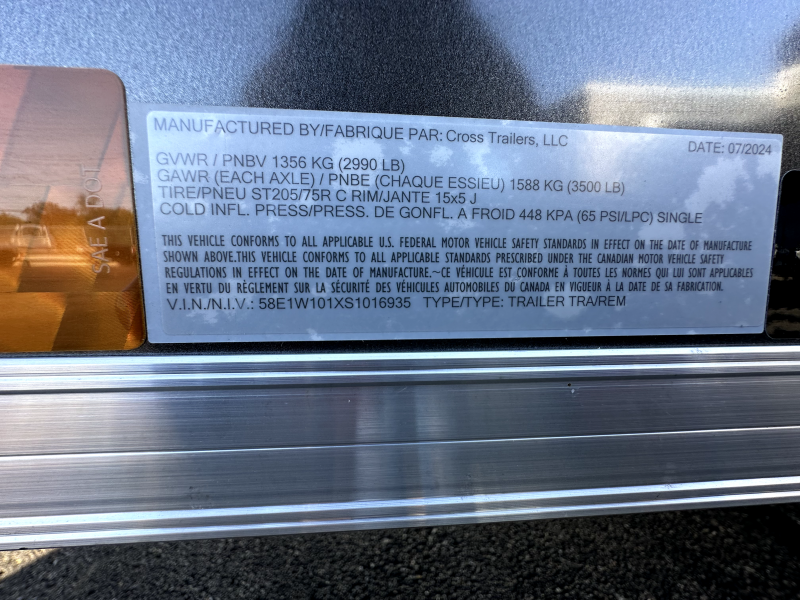 MANUFACTURED BY/FABRIQUE PAR: Cross Trailers, LLC DATE: 07/2024
GVWR / PNBV 1356 KG (2990 LB)
GAWR (EACH AXLE) / PNBE (CHAQUE ESSIEU) 1588 KG (3500 LB)
TIRE/PNEU ST205/75R C RIM/JANTE 15x5 J
COLD INFL. PRESS/PRESS. DE GONFL. A FROID 448 KPA (65 PSI/LPC) SINGLE
THIS VEHICLE CONFORMS TO ALL APPLICABLE U.S. FEDERAL MOTOR VEHICLE SAFETY STANDARDS IN EFFECT ON THE DATE OF MANUFACTURE
SHOWN ABOVE.THIS VEHICLE CONFORMS TO ALL APPLICABLE STANDARDS PRESCRIBED UNDER THE CANADIAN MOTOR VEHICLE SAFETY
REGULATIONS IN EFFECT ON THE DATE OF MANUFACTURE.~CE VÉHICULE EST CONFORME À TOUTES LES NORMES QUI LUI SONT APPLICABLES
EN VERTU DU RÈGLEMENT SUR LA SÉCURITÉ DES VÉHICULES AUTOMOBILES DU CANADA EN VIGUEUR À LA DATE DE SA FABRICATION.
V.I.N./N.I.V.: 58E1W101XS1016935 TYPE/TYPE: TRAILER TRA/REM
SAE A DOT